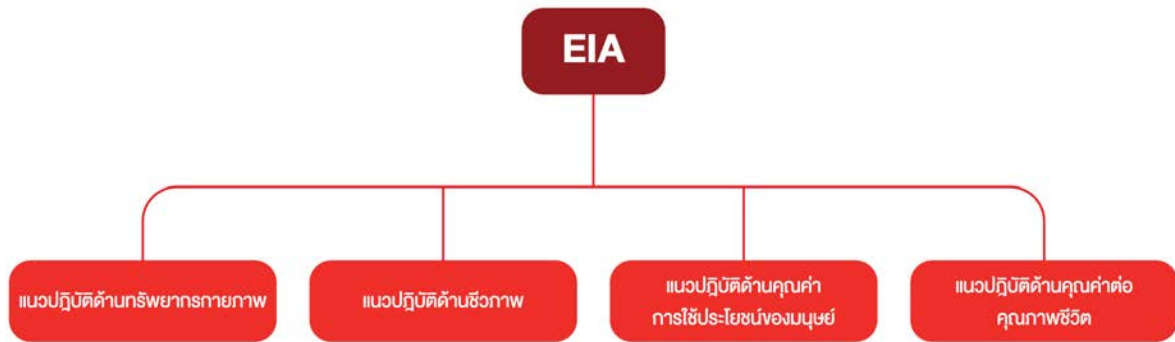 EIA
แนวปฎิบัติด้านทรัพยากรกายภาพ
แนวปฎิบัติด้านชีวภาพ
แนวปฎิบัติด้านคุณค่า
การใช้ประโยชน์ของมนุษย์
แนวปฎิบัติด้านคุณค่าต่อ
คุณภาพชีวิต